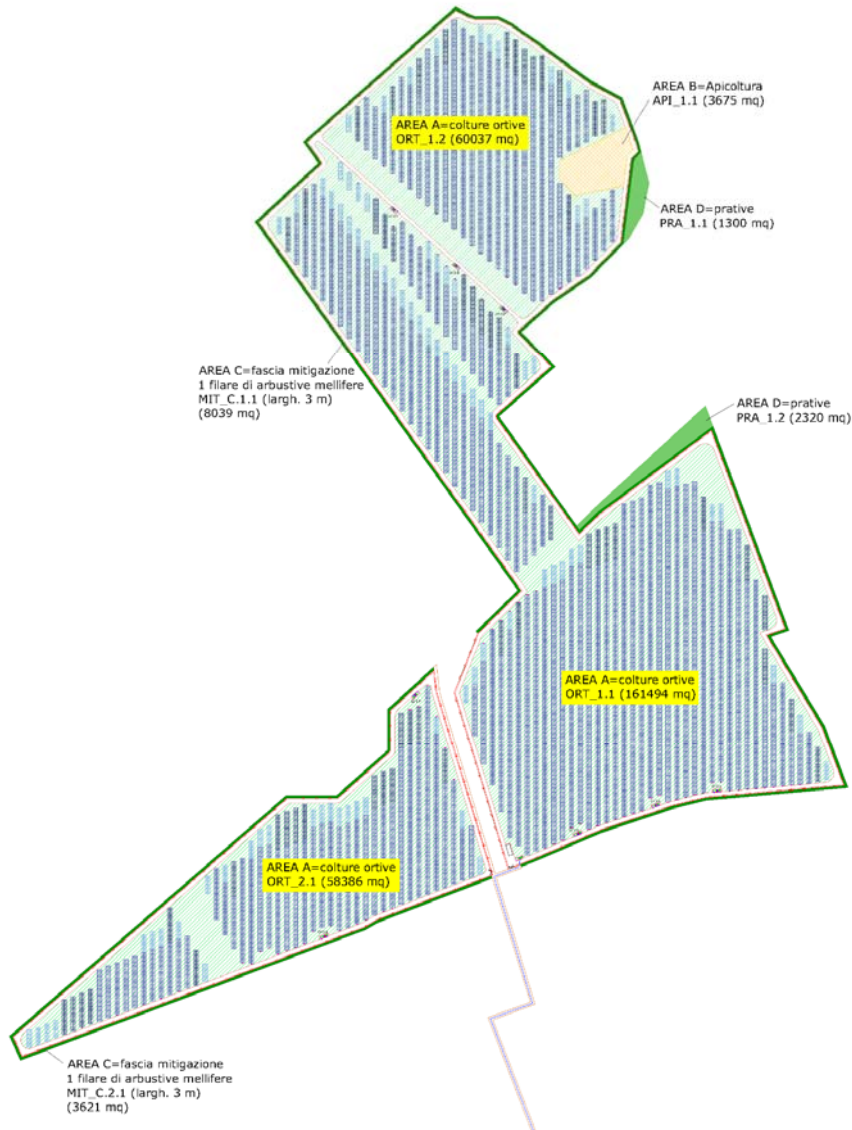 AREA B=Apicoltura
API_1.1 (3675 mq)
AREA A=colture ortive
ORT_1.2 (60037 mq)
AREA D=prative
PRA_1.1 (1300 mq)
AREA C=fascia mitigazione
1 filare di arbustive mellifere
MIT_C.1.1 (largh. 3 m)
(8039 mq)
AREA D=prative
PRA_1.2 (2320 mq)
AREA A=colture ortive
ORT_1.1 (161494 mq)
AREA A=colture ortive
ORT_2.1 (58386 mq)
AREA C=fascia mitigazione
1 filare di arbustive mellifere
MIT_C.2.1 (largh. 3 m)
(3621 mq)